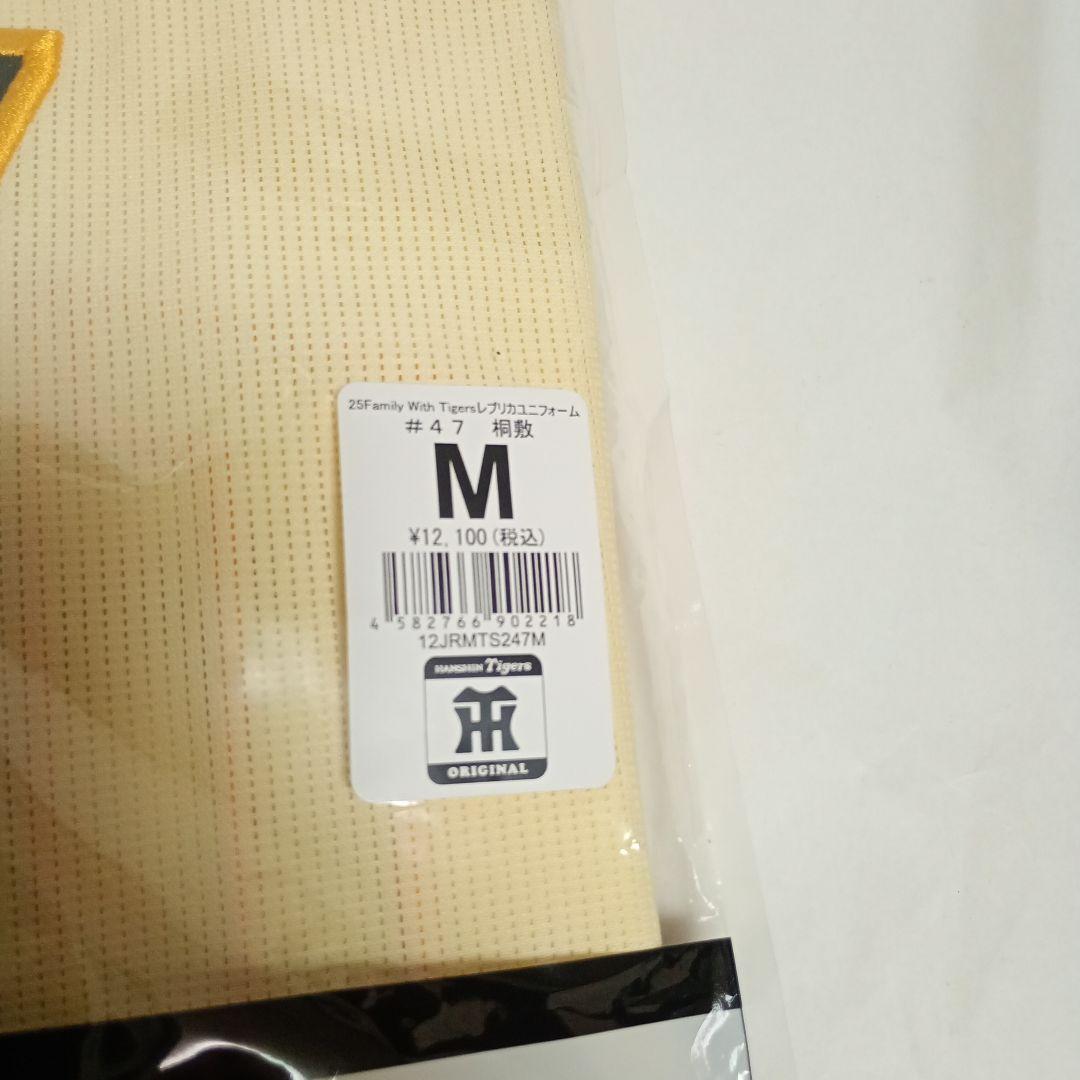 25Family With Tigersレプリカユニフォーム
#47 桐敷
M
¥12,100(税込)
4 582766 902218
12JRMTS247M
HANSHIN Tigers
TH
ORIGINAL